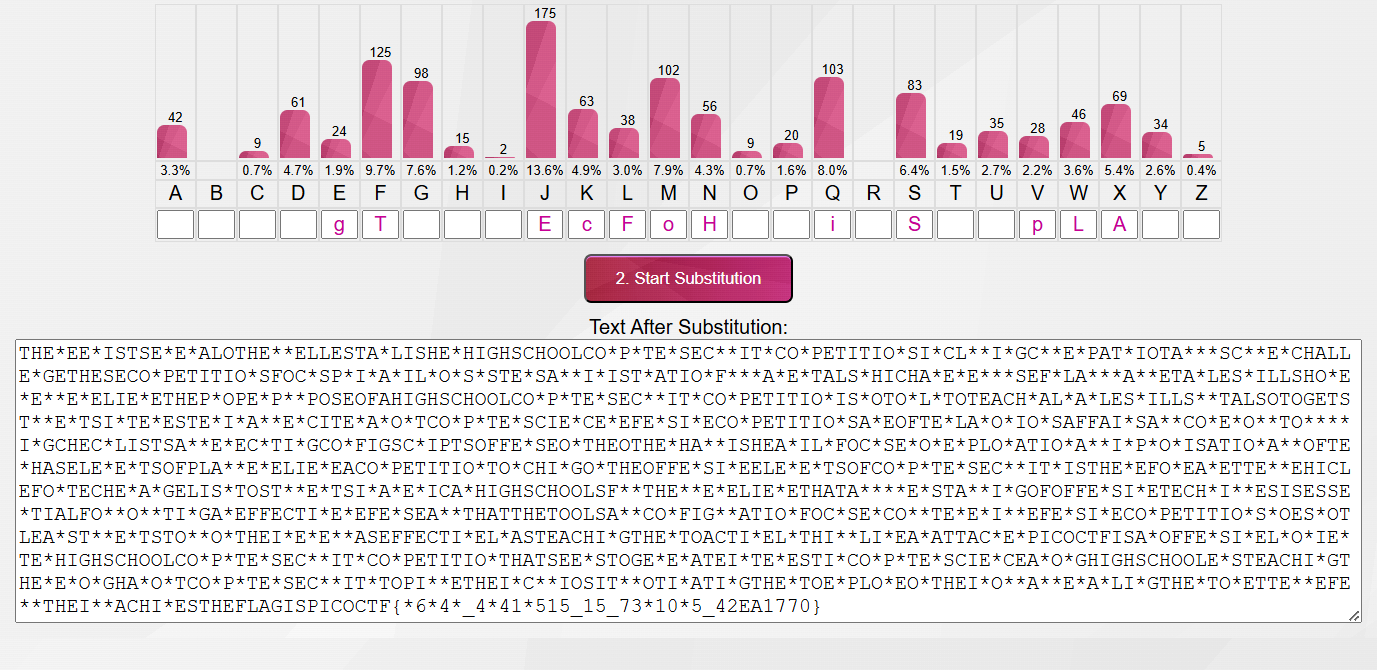 175
125
98
102
103
83
61
63
69
56
42
38
46
35
34
24
28
15
20
19
9
2
9
5
3.3% 0.7% 4.7% 1.9% 9.7% 7.6% 1.2% 0.2% 13.6% 4.9% 3.0% 7.9% 4.3% 0.7% 1.6% 8.0% 6.4% 1.5% 2.7% 2.2% 3.6% 5.4% 2.6% 0.4%
A B C D E F G H I J K L M N O P Q R S T U V W X Y Z
g T E c F o H i S p L A
2. Start Substitution
Text After Substitution:
THE*EE*ISTSE*E*ALOTHE**ELLESTA*LISHE*HIGHSCHOOLCO*P*TE*SEC**IT*CO*PETITIO*SI*CL**I*GC**E*PAT*IOTA***SC**E*CHALL
E*GETHESECO*PETITIO*SFOC*SP*I*A*IL*O*S*STE*SA**I*IST*ATIO*F***A*E*TALS*HICHA*E*E***SEF*LA***A**ETA*LES*ILLSHO*E
*E**E*ELIE*ETHEP*OPE*P**POSEOFAHIGHSCHOOLCO*P*TE*SEC**IT*CO*PETITIO*IS*OTO*L*TOTEACH*AL*A*LES*ILLS**TALSOTOGETS
T**E*TSI*TE*ESTE*I*A**E*CITE*A*O*TCO*P*TE*SCIE*CE*EFE*SI*ECO*PETITIO*SA*EOFTE*LA*O*IO*SAFFAI*SA**CO*E*O**TO****
I*GCHEC*LISTSA**E*EC*TI*GCO*FIGSC*IPTSOFFE*SEO*THEOTHE*HA**ISHEA*IL*FOC*SE*O*E*PLO*ATIO*A**I*P*O*ISATIO*A**OFTE
*HASELE*E*TSOFPLA**E*ELIE*EACO*PETITIO*TO*CHI*GO*THEOFFE*SI*EELE*E*TSOFCO*P*TE*SEC**IT*ISTHE*EFO*EA*ETTE**EHICL
EFO*TECHE*A*GELIS*TOST**E*TSI*A*E*ICA*HIGHSCHOOLSF**THE**E*ELIE*ETHATA****E*STA**I*GOFOFFE*SI*ETECH*I**ESISESSE
*TIALFO**O**TI*GA*EFFECTI*E*EFE*SEA**THATTHETOOLSA**CO*FIG**ATIO*FOC*SE*CO**TE*E*I**EFE*SI*ECO*PETITIO*S*OES*OT
LEA*ST**E*TSTO**O*THEI*E*E**ASEFFECTI*EL*ASTEACHI*GTHE*TOACTI*EL*THI**LI*EA*ATTAC*E*PICOCTFISA*OFFE*SI*EL*O*IE*
TE*HIGHSCHOOLCO*P*TE*SEC**IT*CO*PETITIO*THATSEE*STOGE*E*ATEI*TE*ESTI*CO*P*TE*SCIE*CEA*O*GHIGHSCHOOLE*STEACHI*GT
HE*E*O*GHA*O*TCO*P*TE*SEC**IT*TOPI**ETHEI*C**IOSIT**OTI*ATI*GTHE*TOE*PLO*EO*THEI*O**A**E*A*LI*GTHE*TO*ETTE**EFE
**THEI**ACHI*ESTHEFLAGISPICOCTF{*6*4*_4*41*515_15_73*10*5_42EA1770}